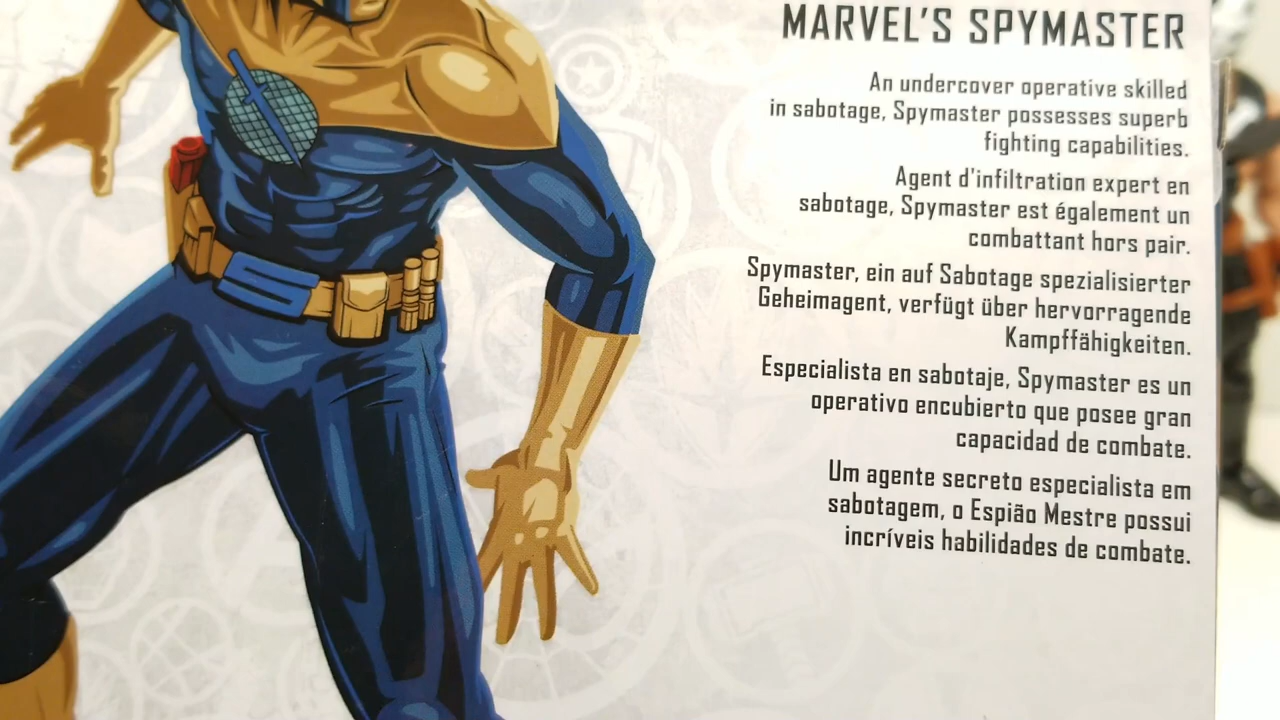 MARVEL'S SPYMASTER
An undercover operative skilled
in sabotage, Spymaster possesses superb
fighting capabilities.
Agent d'infiltration expert en
sabotage, Spymaster est également un
combattant hors pair.
Spymaster, ein auf Sabotage spezialisierter
Geheimagent, verfügt über hervorragende
Kampffähigkeiten.
Especialista en sabotaje, Spymaster es un
operativo encubierto que posee gran
capacidad de combate.
Um agente secreto especialista em
sabotagem, o Espião Mestre possui
incríveis habilidades de combate.